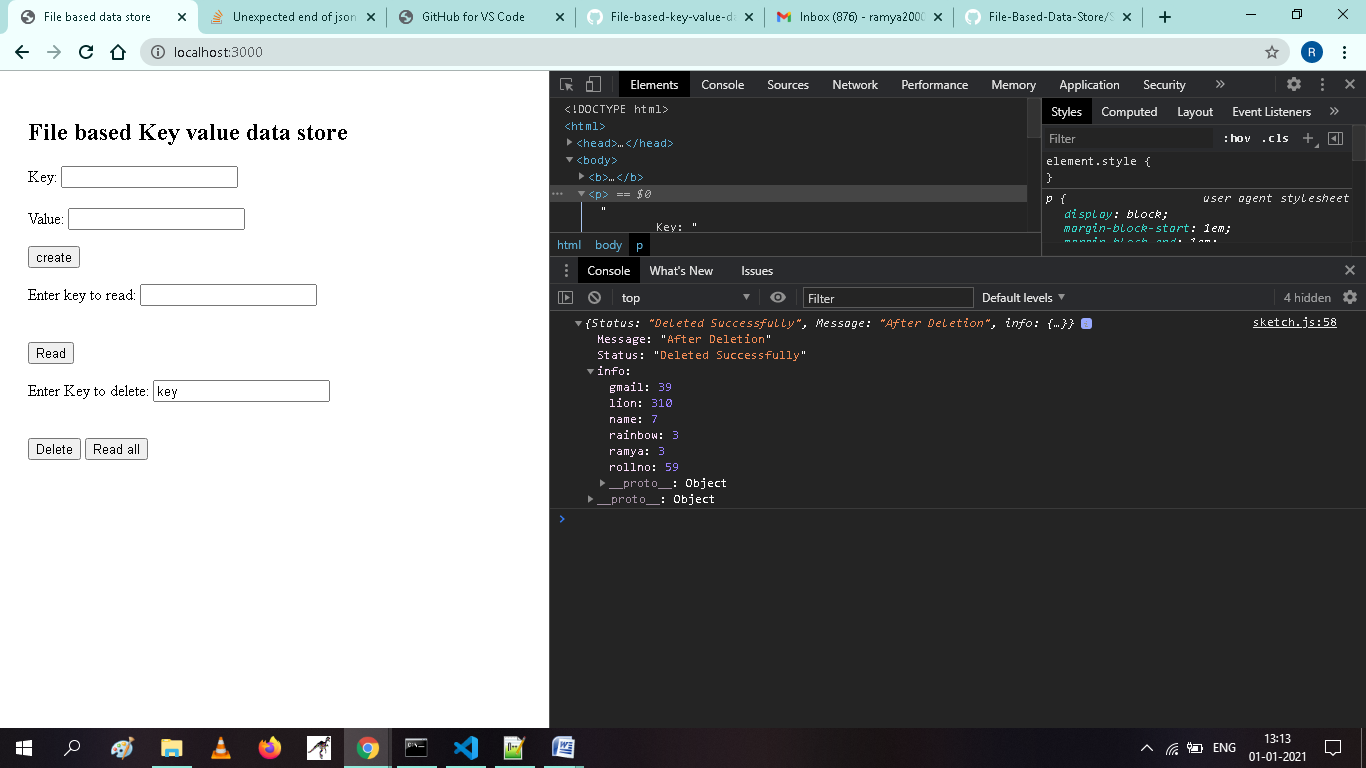 File based data store
Unexpected end of json
GitHub for VS Code
File-based-key-value-da
Inbox (876) - ramya2000
File-Based-Data-Store/S
localhost:3000
R
File based Key value data store
Key:
Value:
create
Enter key to read:
Read
Enter Key to delete: key
Delete Read all
Elements Console Sources Network Performance Memory Application Security »
<!DOCTYPE html>
<html>
<head>…</head>
<body>
<b>…</b>
… <p> == $0
"
Key: "
html body p
Styles Computed Layout Event Listeners »
Filter :hov .cls +
element.style {
}
p { user agent stylesheet
display: block;
margin-block-start: 1em;
margin-block-end: 1em;
Console What's New Issues
top Filter Default levels 4 hidden
{Status: "Deleted Successfully", Message: "After Deletion", info: {…}} sketch.js:58
Message: "After Deletion"
Status: "Deleted Successfully"
info:
gmail: 39
lion: 310
name: 7
rainbow: 3
ramya: 3
rollno: 59
__proto__: Object
__proto__: Object
ENG
13:13
01-01-2021